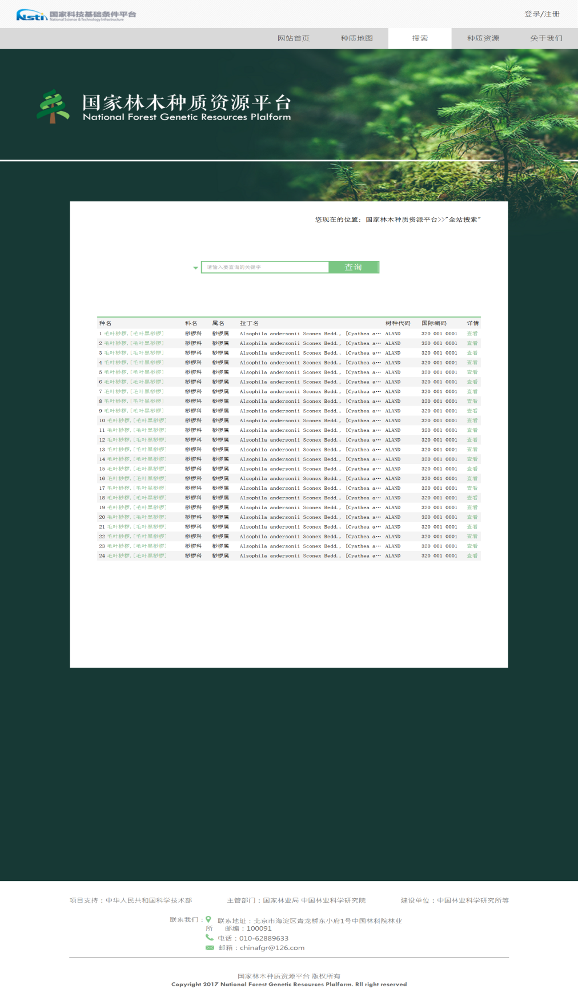 Nsti 国家科技基础条件平台
National Science & Technology Infrastructure
登录/注册
网站首页 种质地图 搜索 种质资源 关于我们
国家林木种质资源平台
National Forest Genetic Resources Plalform
您现在的位置：国家林木种质资源平台>>"全站搜索"
请输入要查询的关键字 查询
种名 科名 属名 拉丁名 树种代码 国际编码 详情
1 毛叶桫椤,[毛叶黑桫椤] 桫椤科 桫椤属 Alsophila andersonii Sconex Bedd., [Cyathea a… ALAND 320 001 0001 查看
2 毛叶桫椤,[毛叶黑桫椤] 桫椤科 桫椤属 Alsophila andersonii Sconex Bedd., [Cyathea a… ALAND 320 001 0001 查看
3 毛叶桫椤,[毛叶黑桫椤] 桫椤科 桫椤属 Alsophila andersonii Sconex Bedd., [Cyathea a… ALAND 320 001 0001 查看
4 毛叶桫椤,[毛叶黑桫椤] 桫椤科 桫椤属 Alsophila andersonii Sconex Bedd., [Cyathea a… ALAND 320 001 0001 查看
5 毛叶桫椤,[毛叶黑桫椤] 桫椤科 桫椤属 Alsophila andersonii Sconex Bedd., [Cyathea a… ALAND 320 001 0001 查看
6 毛叶桫椤,[毛叶黑桫椤] 桫椤科 桫椤属 Alsophila andersonii Sconex Bedd., [Cyathea a… ALAND 320 001 0001 查看
7 毛叶桫椤,[毛叶黑桫椤] 桫椤科 桫椤属 Alsophila andersonii Sconex Bedd., [Cyathea a… ALAND 320 001 0001 查看
8 毛叶桫椤,[毛叶黑桫椤] 桫椤科 桫椤属 Alsophila andersonii Sconex Bedd., [Cyathea a… ALAND 320 001 0001 查看
9 毛叶桫椤,[毛叶黑桫椤] 桫椤科 桫椤属 Alsophila andersonii Sconex Bedd., [Cyathea a… ALAND 320 001 0001 查看
10 毛叶桫椤,[毛叶黑桫椤] 桫椤科 桫椤属 Alsophila andersonii Sconex Bedd., [Cyathea a… ALAND 320 001 0001 查看
11 毛叶桫椤,[毛叶黑桫椤] 桫椤科 桫椤属 Alsophila andersonii Sconex Bedd., [Cyathea a… ALAND 320 001 0001 查看
12 毛叶桫椤,[毛叶黑桫椤] 桫椤科 桫椤属 Alsophila andersonii Sconex Bedd., [Cyathea a… ALAND 320 001 0001 查看
13 毛叶桫椤,[毛叶黑桫椤] 桫椤科 桫椤属 Alsophila andersonii Sconex Bedd., [Cyathea a… ALAND 320 001 0001 查看
14 毛叶桫椤,[毛叶黑桫椤] 桫椤科 桫椤属 Alsophila andersonii Sconex Bedd., [Cyathea a… ALAND 320 001 0001 查看
15 毛叶桫椤,[毛叶黑桫椤] 桫椤科 桫椤属 Alsophila andersonii Sconex Bedd., [Cyathea a… ALAND 320 001 0001 查看
16 毛叶桫椤,[毛叶黑桫椤] 桫椤科 桫椤属 Alsophila andersonii Sconex Bedd., [Cyathea a… ALAND 320 001 0001 查看
17 毛叶桫椤,[毛叶黑桫椤] 桫椤科 桫椤属 Alsophila andersonii Sconex Bedd., [Cyathea a… ALAND 320 001 0001 查看
18 毛叶桫椤,[毛叶黑桫椤] 桫椤科 桫椤属 Alsophila andersonii Sconex Bedd., [Cyathea a… ALAND 320 001 0001 查看
19 毛叶桫椤,[毛叶黑桫椤] 桫椤科 桫椤属 Alsophila andersonii Sconex Bedd., [Cyathea a… ALAND 320 001 0001 查看
20 毛叶桫椤,[毛叶黑桫椤] 桫椤科 桫椤属 Alsophila andersonii Sconex Bedd., [Cyathea a… ALAND 320 001 0001 查看
21 毛叶桫椤,[毛叶黑桫椤] 桫椤科 桫椤属 Alsophila andersonii Sconex Bedd., [Cyathea a… ALAND 320 001 0001 查看
22 毛叶桫椤,[毛叶黑桫椤] 桫椤科 桫椤属 Alsophila andersonii Sconex Bedd., [Cyathea a… ALAND 320 001 0001 查看
23 毛叶桫椤,[毛叶黑桫椤] 桫椤科 桫椤属 Alsophila andersonii Sconex Bedd., [Cyathea a… ALAND 320 001 0001 查看
24 毛叶桫椤,[毛叶黑桫椤] 桫椤科 桫椤属 Alsophila andersonii Sconex Bedd., [Cyathea a… ALAND 320 001 0001 查看
项目支持：中华人民共和国科学技术部 主管部门：国家林业局 中国林业科学研究院 建设单位：中国林业科学研究所等
联系我们： 联系地址：北京市海淀区青龙桥东小府1号中国林科院林业
所 邮编：100091
电话：010-62889633
邮箱：chinafgr@126.com
国家林木种质资源平台 版权所有
Copyright 2017 National Forest Genetic Resources Plalform. Rll right reserved